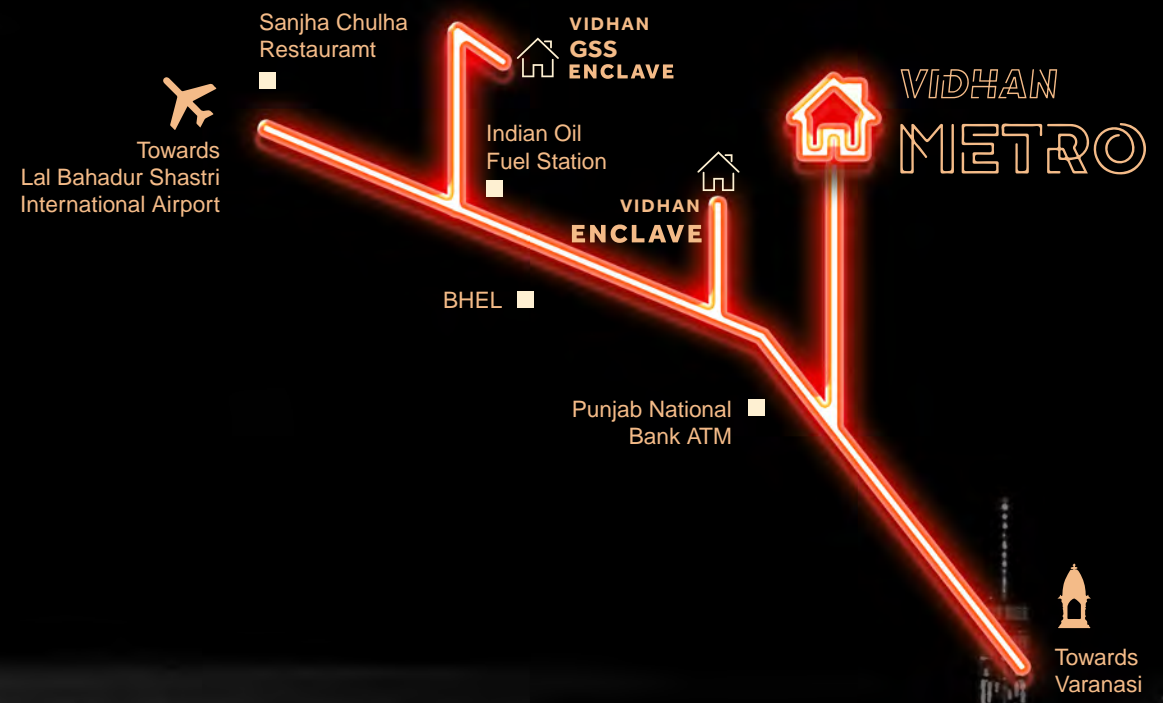 Sanjha Chulha
Restauramt
VIDHAN
GSS
ENCLAVE
VIDHAN
METRO
Towards
Lal Bahadur Shastri
International Airport
Indian Oil
Fuel Station
VIDHAN
ENCLAVE
BHEL
Punjab National
Bank ATM
Towards
Varanasi